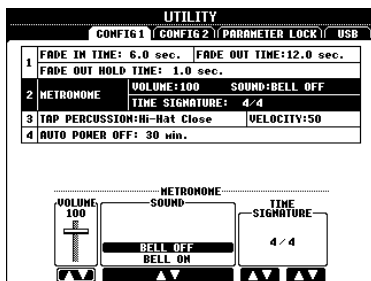 UTILITY
CONFIG 1 CONFIG 2 PARAMETER LOCK USB
1 FADE IN TIME: 6.0 sec. FADE OUT TIME:12.0 sec.
FADE OUT HOLD TIME: 1.0 sec.
2 METRONOME VOLUME:100 SOUND:BELL OFF
TIME SIGNATURE: 4/4
3 TAP PERCUSSION:Hi-Hat Close VELOCITY:50
4 AUTO POWER OFF: 30 min.
METRONOME
VOLUME SOUND TIME SIGNATURE
100
4/4
BELL OFF
BELL ON